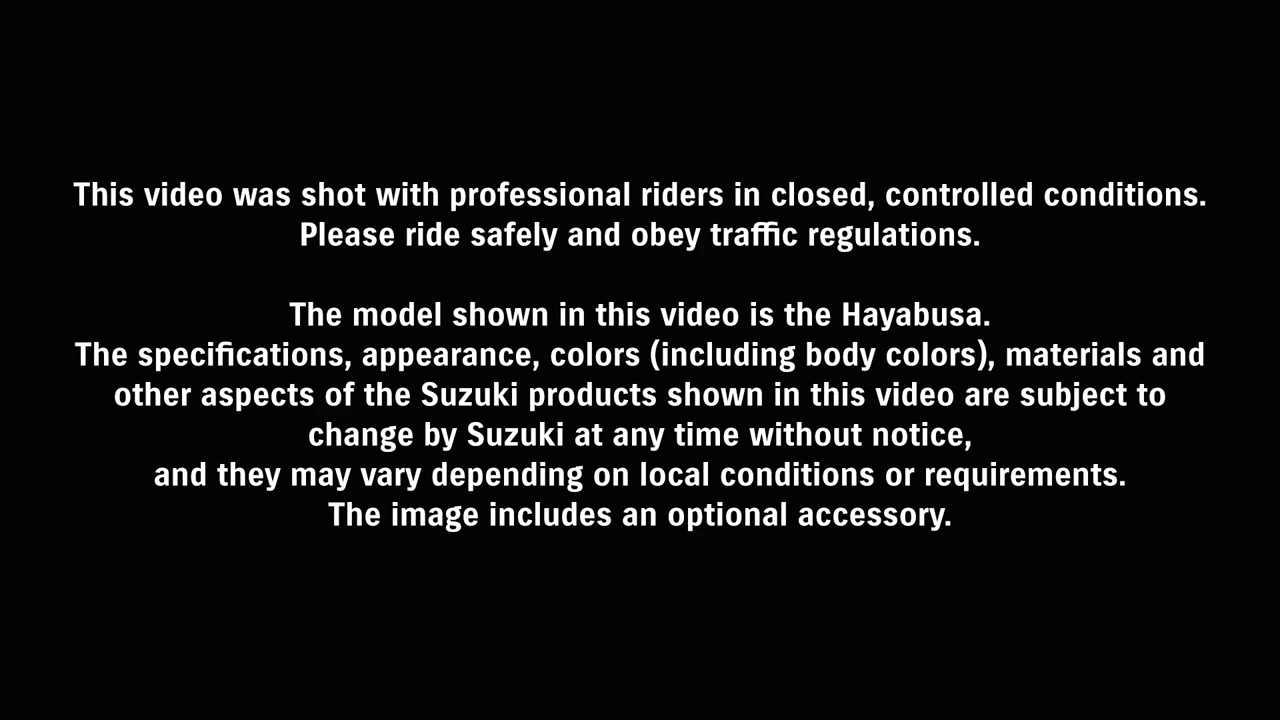 This video was shot with professional riders in closed, controlled conditions.
Please ride safely and obey traffic regulations.
The model shown in this video is the Hayabusa.
The specifications, appearance, colors (including body colors), materials and
other aspects of the Suzuki products shown in this video are subject to
change by Suzuki at any time without notice,
and they may vary depending on local conditions or requirements.
The image includes an optional accessory.